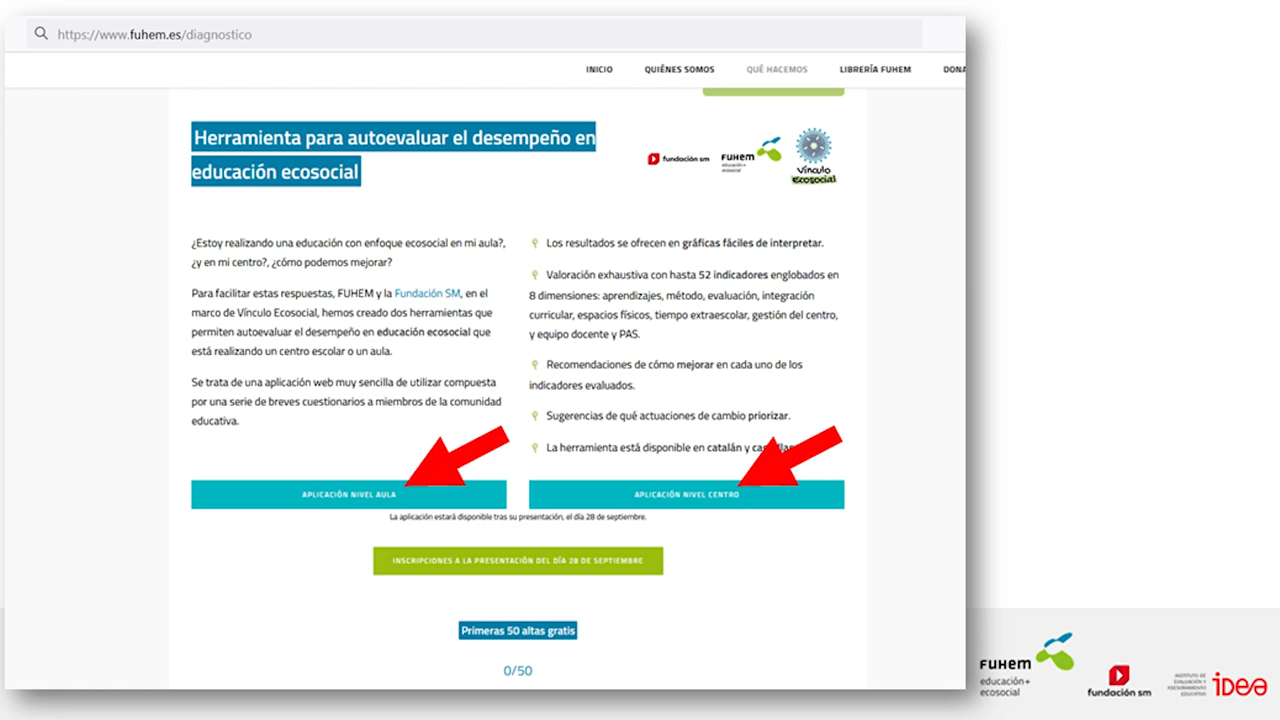 https://www.fuhem.es/diagnostico
INICIO QUIÉNES SOMOS QUÉ HACEMOS LIBRERÍA FUHEM DONA
Herramienta para autoevaluar el desempeño en
educación ecosocial
fundación sm
FUHEM
educación+
ecosocial
Vínculo
ecosocial
¿Estoy realizando una educación con enfoque ecosocial en mi aula?,
¿y en mi centro?, ¿cómo podemos mejorar?
Para facilitar estas respuestas, FUHEM y la Fundación SM, en el
marco de Vínculo Ecosocial, hemos creado dos herramientas que
permiten autoevaluar el desempeño en educación ecosocial que
está realizando un centro escolar o un aula.
Se trata de una aplicación web muy sencilla de utilizar compuesta
por una serie de breves cuestionarios a miembros de la comunidad
educativa.
Los resultados se ofrecen en gráficas fáciles de interpretar.
Valoración exhaustiva con hasta 52 indicadores englobados en
8 dimensiones: aprendizajes, método, evaluación, integración
curricular, espacios físicos, tiempo extraescolar, gestión del centro,
y equipo docente y PAS.
Recomendaciones de cómo mejorar en cada uno de los
indicadores evaluados.
Sugerencias de qué actuaciones de cambio priorizar.
La herramienta está disponible en catalán y
APLICACIÓN NIVEL AULA
APLICACIÓN NIVEL CENTRO
La aplicación estará disponible tras su presentación, el día 28 de septiembre.
INSCRIPCIONES A LA PRESENTACIÓN DEL DÍA 28 DE SEPTIEMBRE
Primeras 50 altas gratis
0/50
FUHEM
educación+
ecosocial
fundación sm
INSTITUTO DE
EVALUACIÓN Y
ASESORAMIENTO
EDUCATIVO
idea